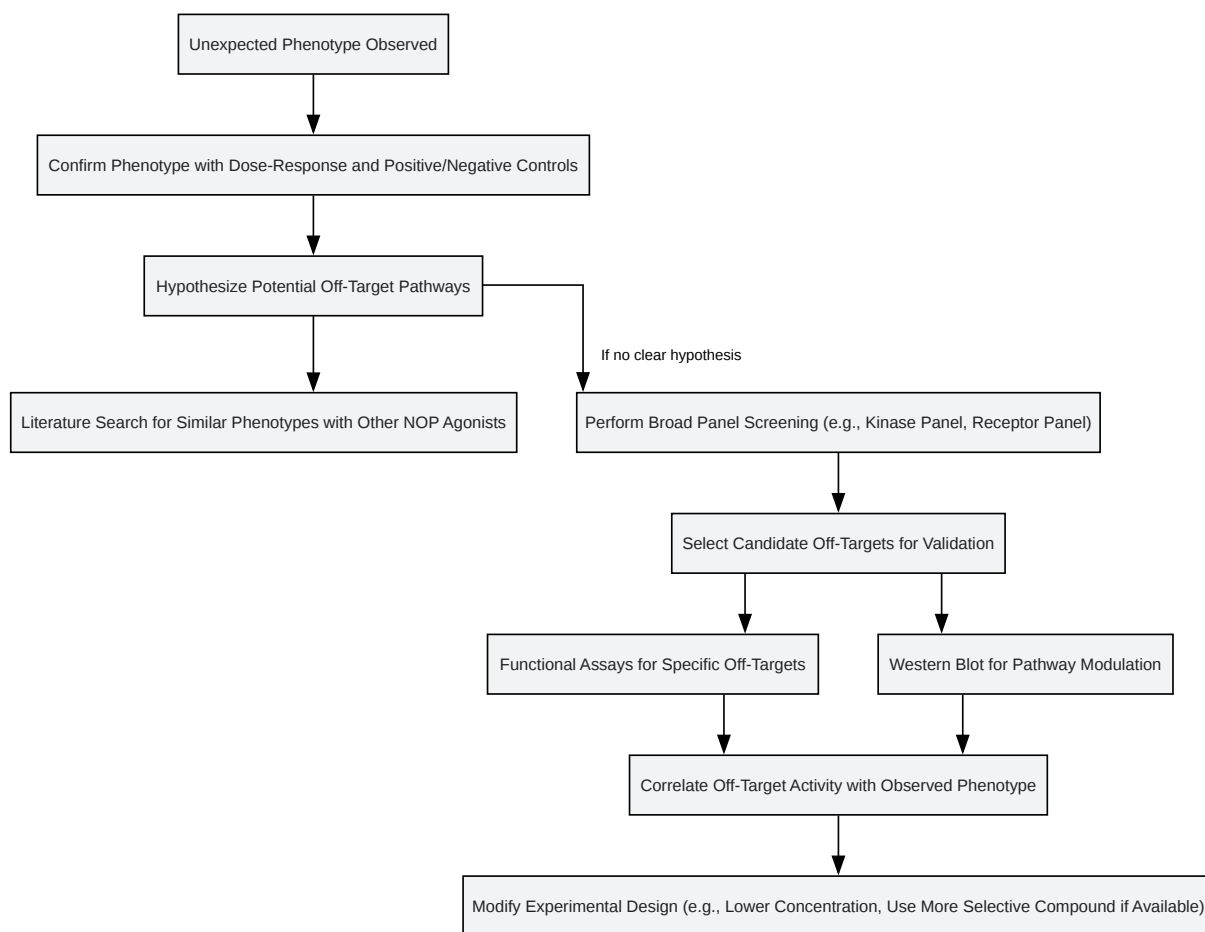 Unexpected Phenotype Observed
Confirm Phenotype with Dose-Response and Positive/Negative Controls
Hypothesize Potential Off-Target Pathways
If no clear hypothesis
Literature Search for Similar Phenotypes with Other NOP Agonists
Perform Broad Panel Screening (e.g., Kinase Panel, Receptor Panel)
Select Candidate Off-Targets for Validation
Functional Assays for Specific Off-Targets
Western Blot for Pathway Modulation
Correlate Off-Target Activity with Observed Phenotype
Modify Experimental Design (e.g., Lower Concentration, Use More Selective Compound if Available)